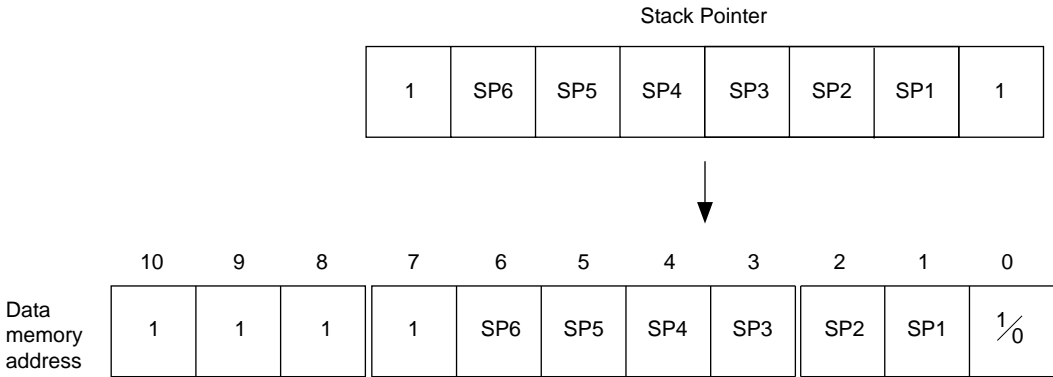 Stack Pointer
1 SP6 SP5 SP4 SP3 SP2 SP1 1
10 9 8 7 6 5 4 3 2 1 0
Data
memory
address
1 1 1 1 SP6 SP5 SP4 SP3 SP2 SP1 1/0